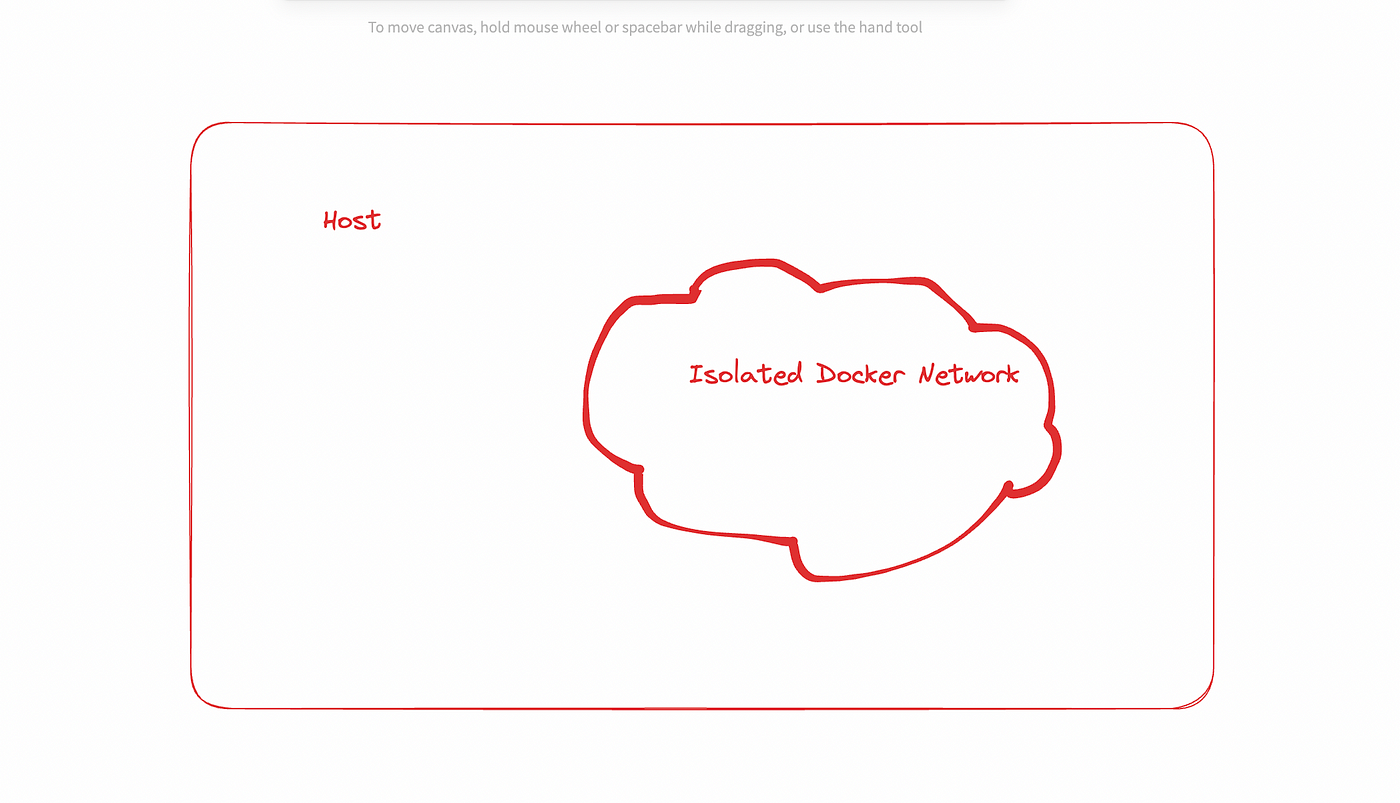 To move canvas, hold mouse wheel or spacebar while dragging, or use the hand tool
Host
Isolated Docker Network